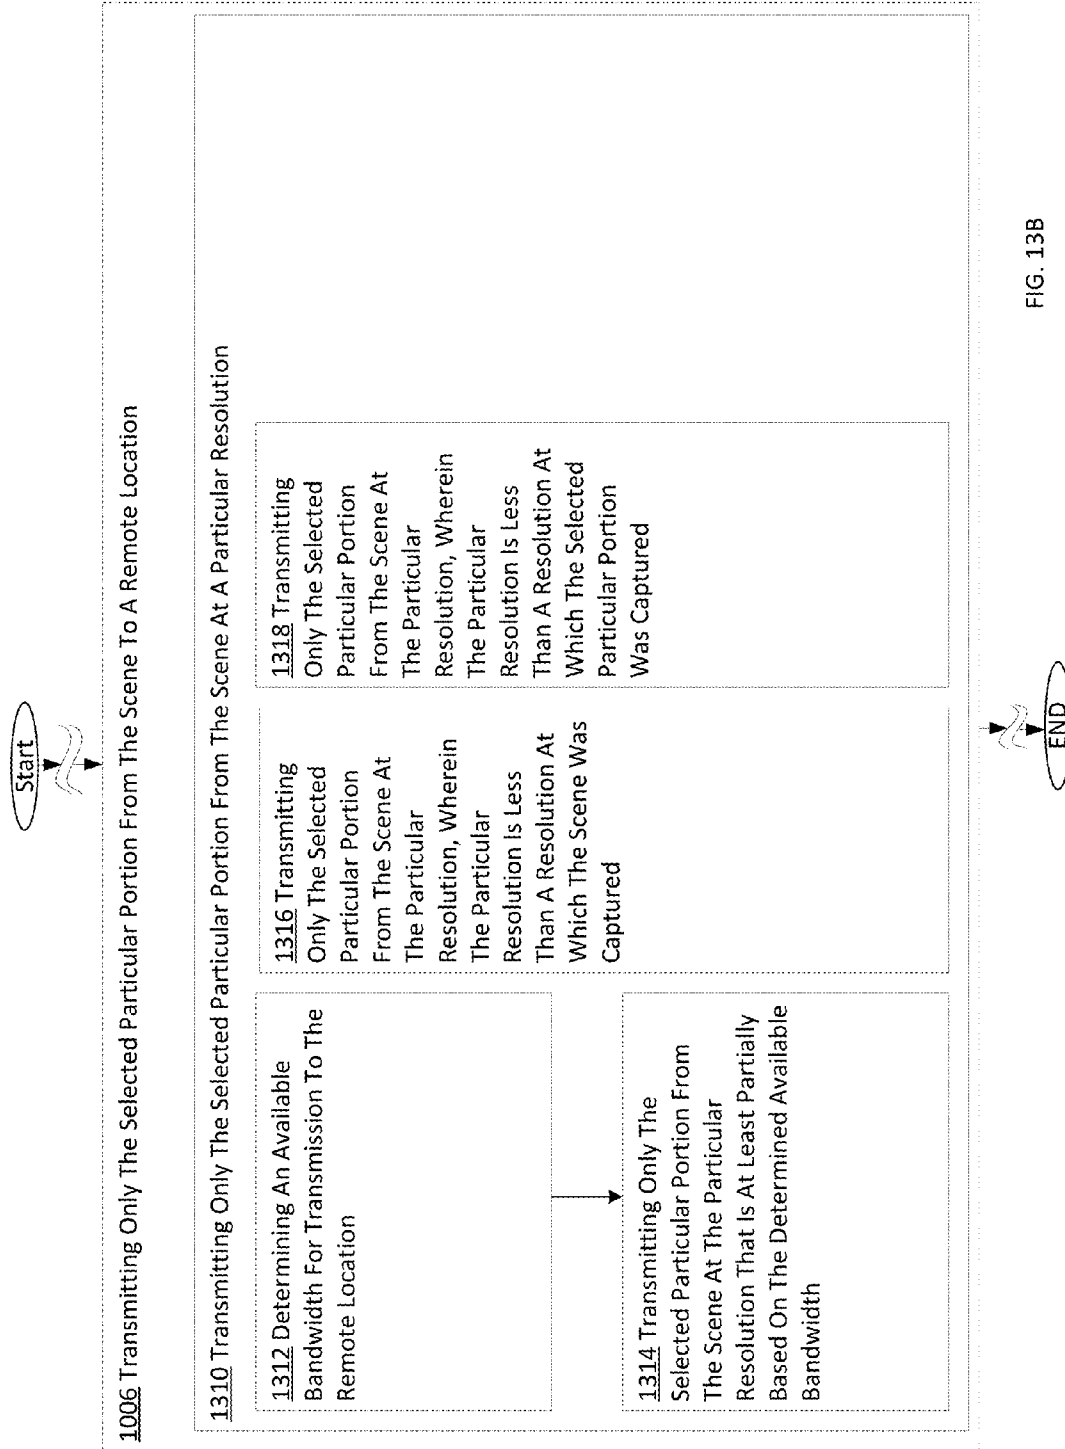 Start
1006 Transmitting Only The Selected Particular Portion From The Scene To A Remote Location
1310 Transmitting Only The Selected Particular Portion From The Scene At A Particular Resolution
1312 Determining An Available
Bandwidth For Transmission To The
Remote Location
1314 Transmitting Only The
Selected Particular Portion From
The Scene At The Particular
Resolution That Is At Least Partially
Based On The Determined Available
Bandwidth
1316 Transmitting
Only The Selected
Particular Portion
From The Scene At
The Particular
Resolution, Wherein
The Particular
Resolution Is Less
Than A Resolution At
Which The Scene Was
Captured
1318 Transmitting
Only The Selected
Particular Portion
From The Scene At
The Particular
Resolution, Wherein
The Particular
Resolution Is Less
Than A Resolution At
Which The Selected
Particular Portion
Was Captured
END
FIG. 13B